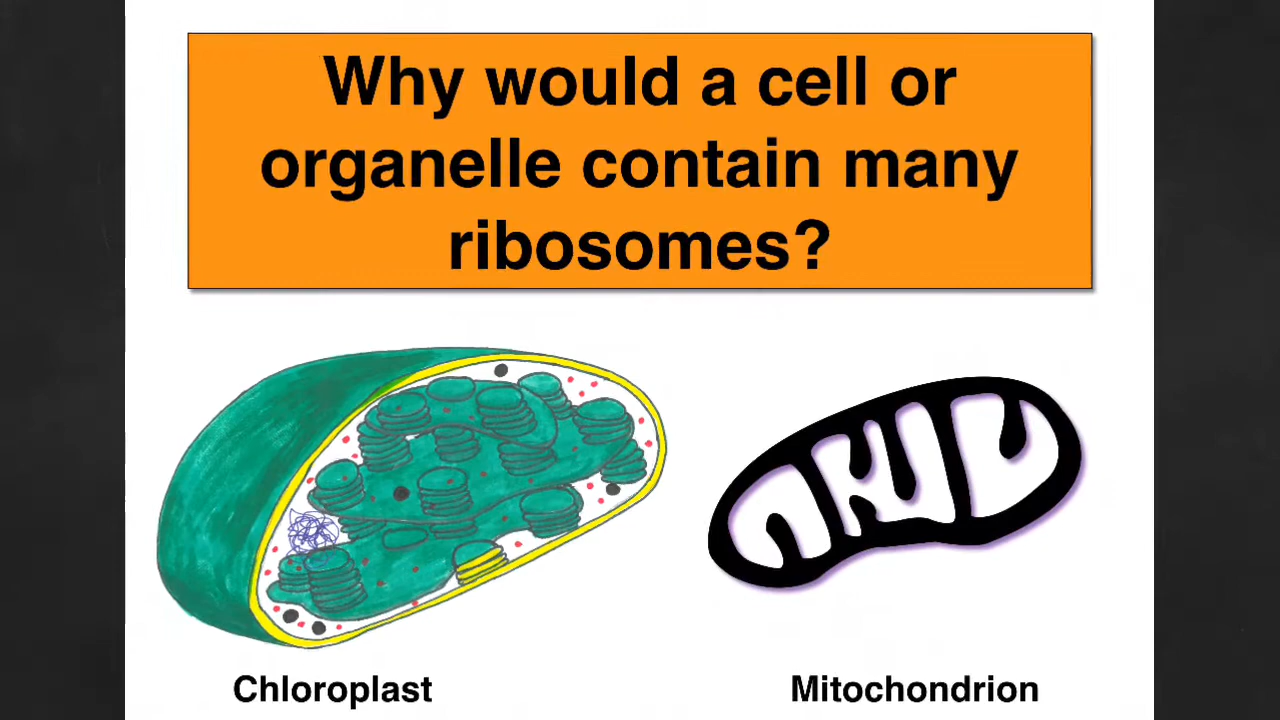 Why would a cell or
organelle contain many
ribosomes?
Chloroplast
Mitochondrion